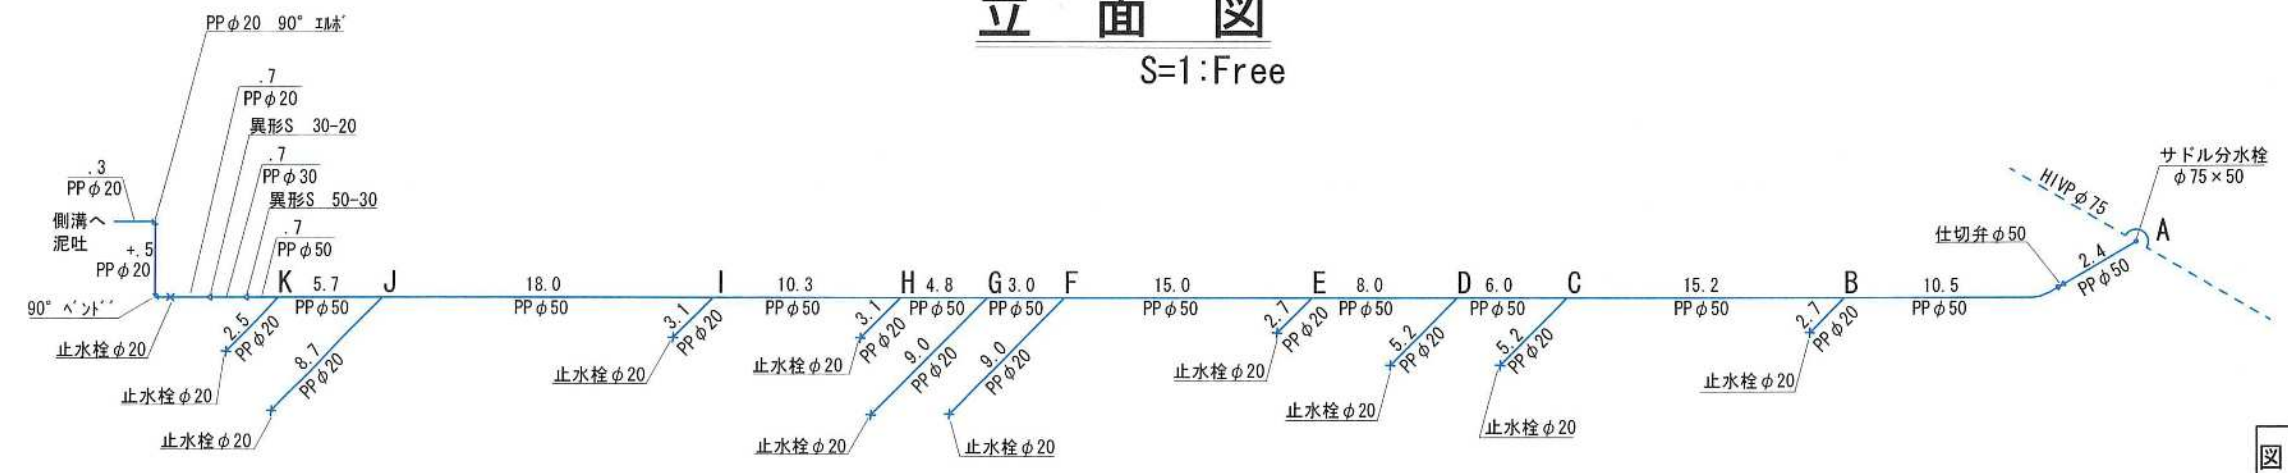 立面図
S=1:Free
PPφ20 90° ｴﾙﾎﾞ
.7
PPφ20
異形S 30-20
.7
PPφ30
異形S 50-30
.7
PPφ50
.3
PPφ20
側溝へ
泥吐
+.5
PPφ20
90° ﾍﾞﾝﾄﾞ
止水栓φ20
K
2.5
PPφ20
止水栓φ20
5.7
PPφ50
J
8.7
PPφ20
止水栓φ20
18.0
PPφ50
I
3.1
PPφ20
止水栓φ20
10.3
PPφ50
H
3.1
PPφ20
止水栓φ20
4.8
PPφ50
G
9.0
PPφ20
止水栓φ20
3.0
PPφ50
F
9.0
PPφ20
止水栓φ20
15.0
PPφ50
E
2.7
PPφ20
止水栓φ20
8.0
PPφ50
D
5.2
PPφ20
止水栓φ20
6.0
PPφ50
C
5.2
PPφ20
止水栓φ20
15.2
PPφ50
B
2.7
PPφ20
止水栓φ20
10.5
PPφ50
仕切弁φ50
2.4
PPφ50
A
HIVPφ75
サドル分水栓
φ75×50
図